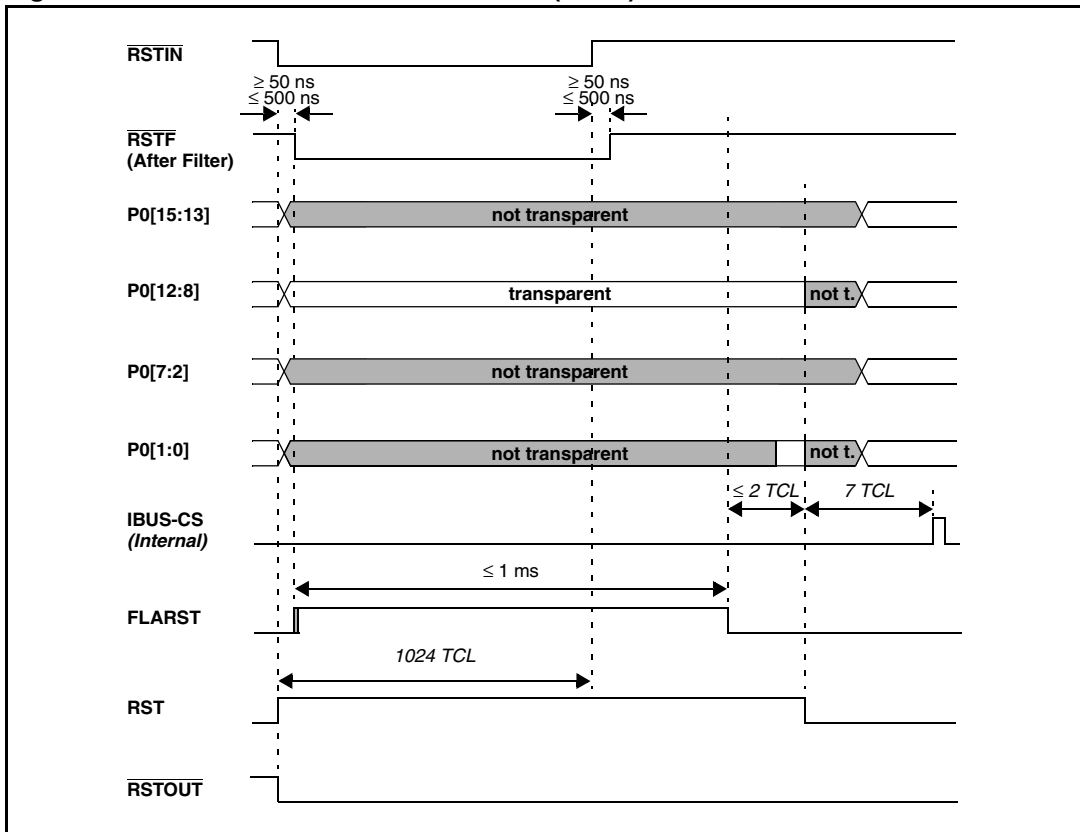 RSTIN
≥ 50 ns
≤ 500 ns
≥ 50 ns
≤ 500 ns
RSTF
(After Filter)
P0[15:13]
not transparent
P0[12:8]
transparent
not t.
P0[7:2]
not transparent
P0[1:0]
not transparent
not t.
≤ 2 TCL
7 TCL
IBUS-CS
(Internal)
≤ 1 ms
FLARST
1024 TCL
RST
RSTOUT